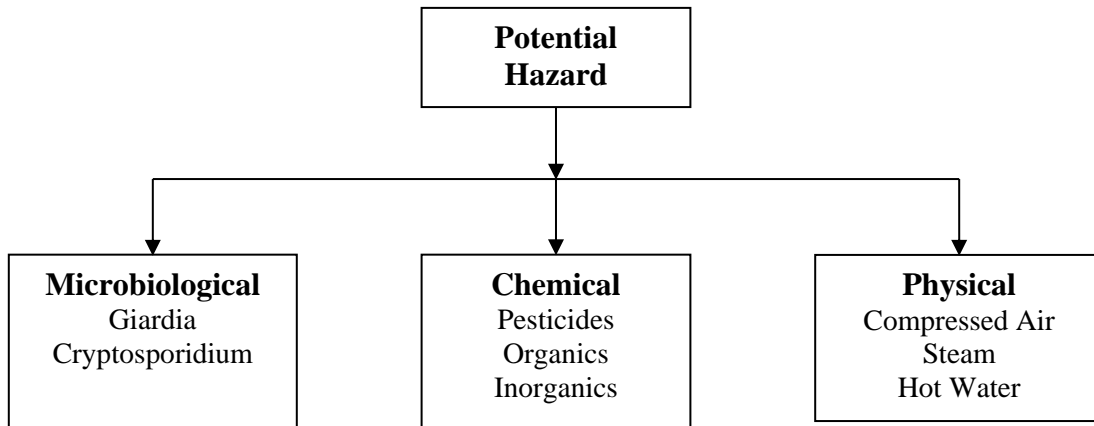 Potential
Hazard
Microbiological
Giardia
Cryptosporidium
Chemical
Pesticides
Organics
Inorganics
Physical
Compressed Air
Steam
Hot Water